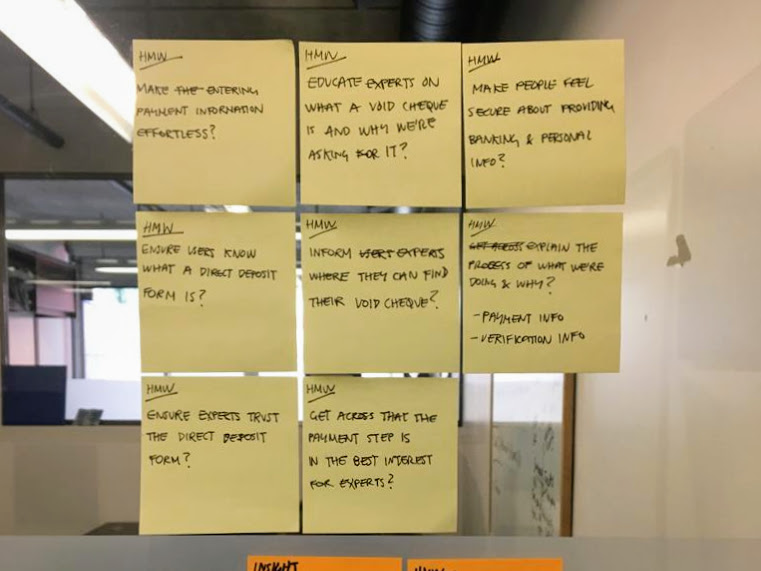 HMW
MAKE THE ENTERING
PAYMENT INFORMATION
EFFORTLESS?
HMW
EDUCATE EXPERTS ON
WHAT A VOID CHEQUE
IS AND WHY WE'RE
ASKING FOR IT?
HMW
MAKE PEOPLE FEEL
SECURE ABOUT PROVIDING
BANKING & PERSONAL
INFO?
HMW
ENSURE USERS KNOW
WHAT A DIRECT DEPOSIT
FORM IS?
HMW
INFORM USERS EXPERTS
WHERE THEY CAN FIND
THEIR VOID CHEQUE?
HMW
GET ACROSS EXPLAIN THE
PROCESS OF WHAT WE'RE
DOING & WHY?
-PAYMENT INFO
-VERIFICATION INFO
HMW
ENSURE EXPERTS TRUST
THE DIRECT DEPOSIT
FORM?
HMW
GET ACROSS THAT THE
PAYMENT STEP IS
IN THE BEST INTEREST
FOR EXPERTS?
INSIGHT
HMW